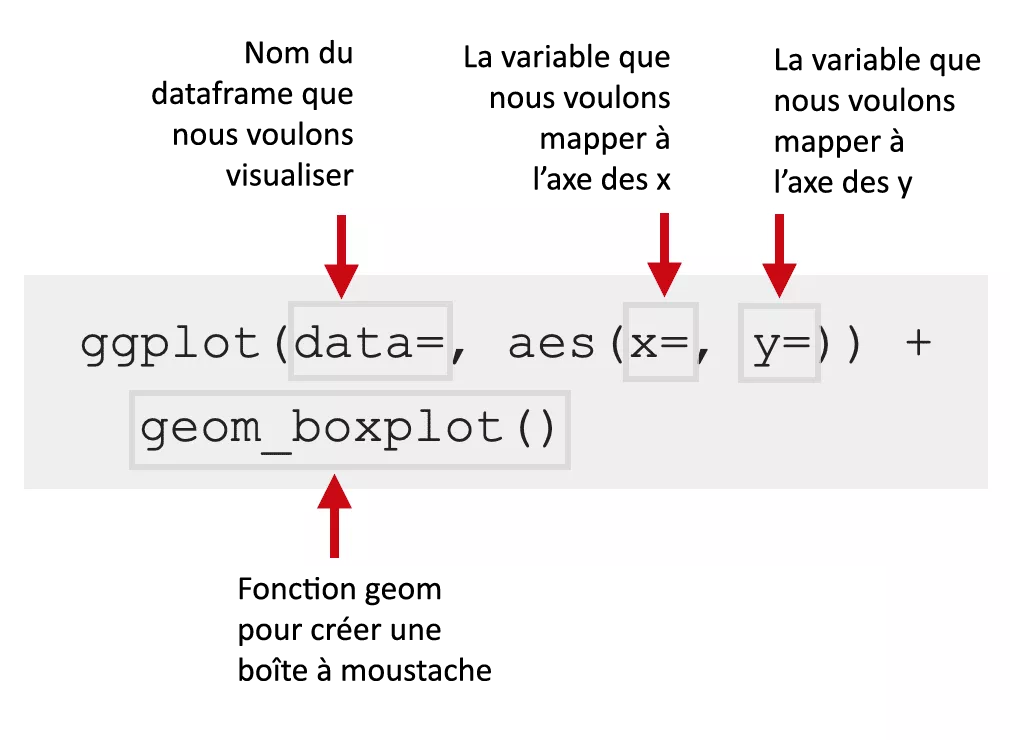 Nom du
dataframe que
nous voulons
visualiser
La variable que
nous voulons
mapper à
l’axe des x
La variable que
nous voulons
mapper à
l’axe des y
ggplot(data=, aes(x=, y=)) +
geom_boxplot()
Fonction geom
pour créer une
boîte à moustache